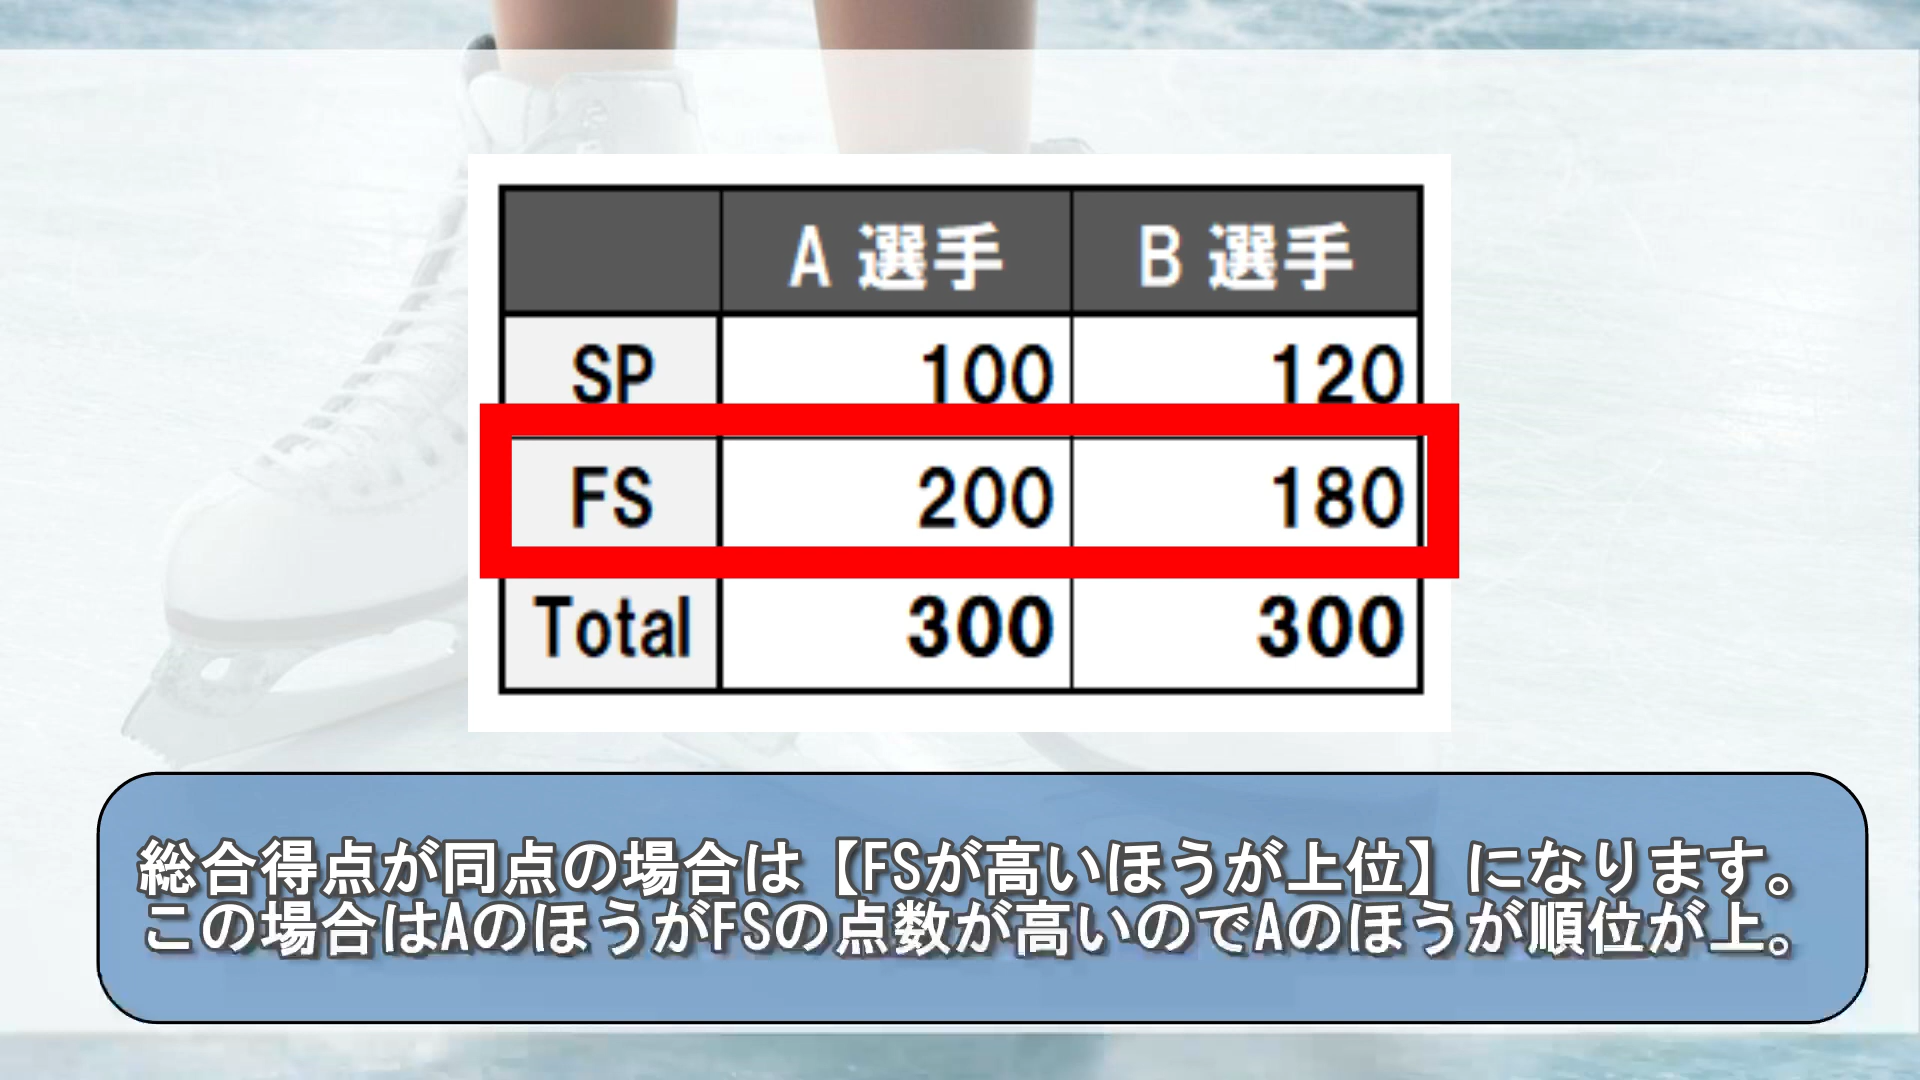 A 選手 B 選手
SP 100 120
FS 200 180
Total 300 300
総合得点が同点の場合は【FSが高いほうが上位】になります。
この場合はAのほうがFSの点数が高いのでAのほうが順位が上。